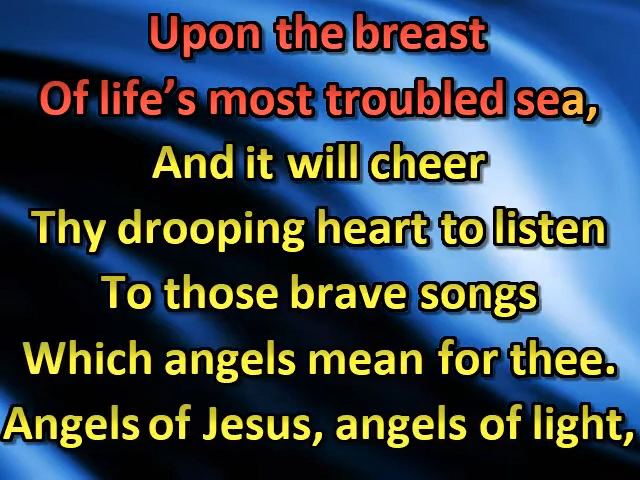 Upon the breast
Of life’s most troubled sea,
And it will cheer
Thy drooping heart to listen
To those brave songs
Which angels mean for thee.
Angels of Jesus, angels of light,